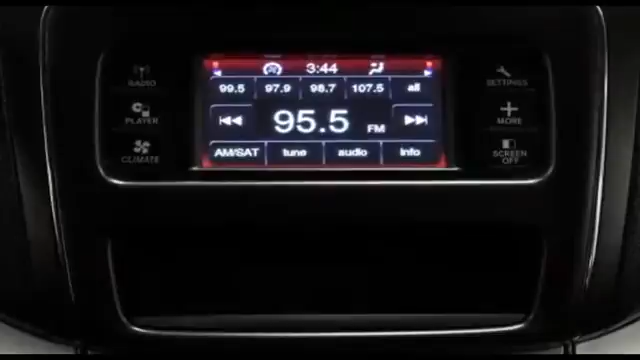 3:44
RADIO
99.5 97.9 98.7 107.5 all
SETTINGS
PLAYER
95.5 FM
MORE
CLIMATE
AM/SAT tune audio info
SCREEN
OFF